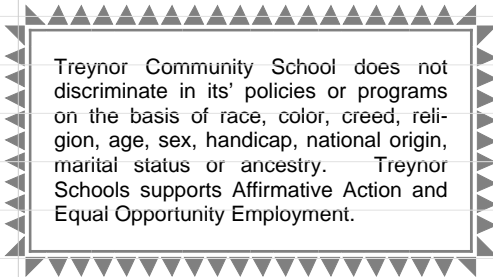 Treynor Community School does not
discriminate in its’ policies or programs
on the basis of race, color, creed, reli-
gion, age, sex, handicap, national origin,
marital status or ancestry. Treynor
Schools supports Affirmative Action and
Equal Opportunity Employment.